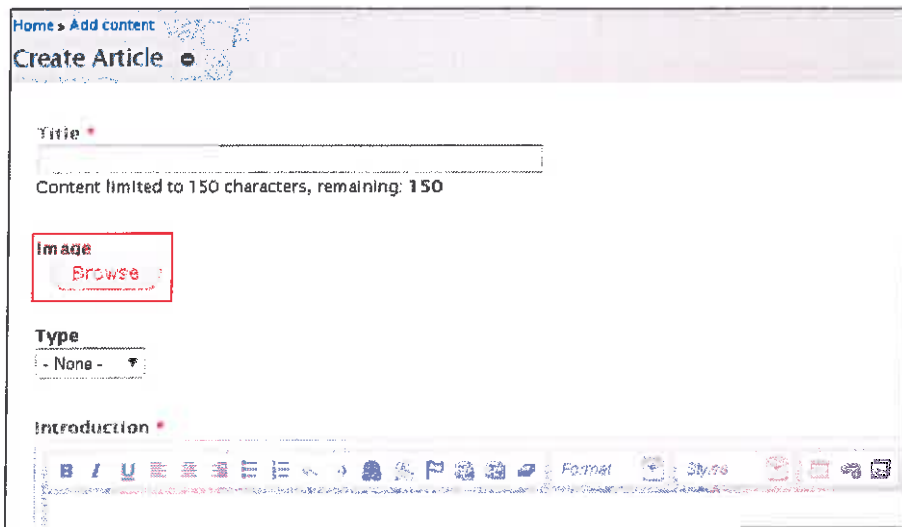 Home » Add content
Create Article
Title *
Content limited to 150 characters, remaining: 150
Image
Browse
Type
- None -
Introduction *
B I U Format Styles